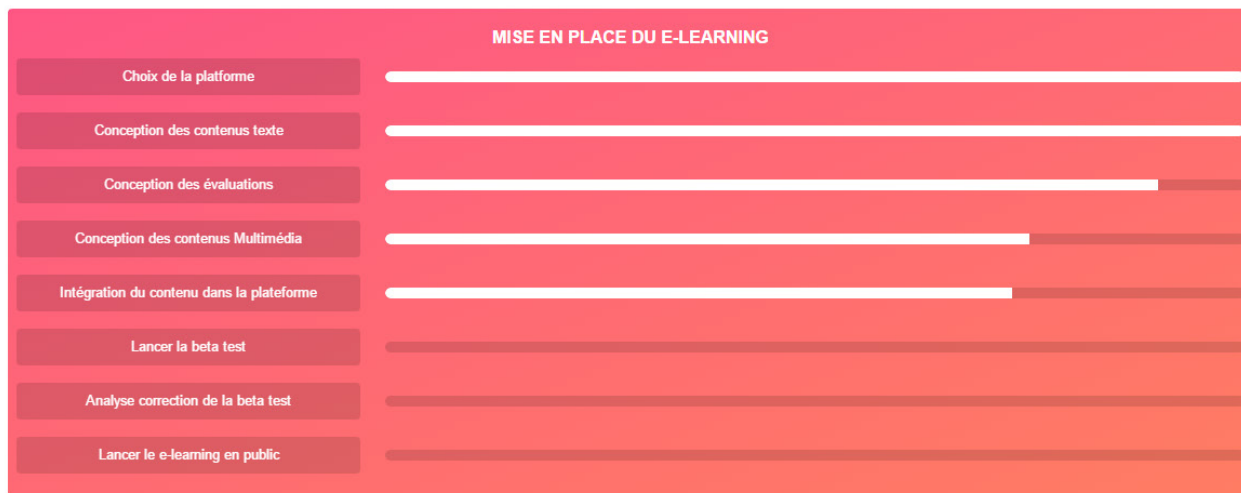 MISE EN PLACE DU E-LEARNING
Choix de la platforme
Conception des contenus texte
Conception des évaluations
Conception des contenus Multimédia
Intégration du contenu dans la plateforme
Lancer la beta test
Analyse correction de la beta test
Lancer le e-learning en public